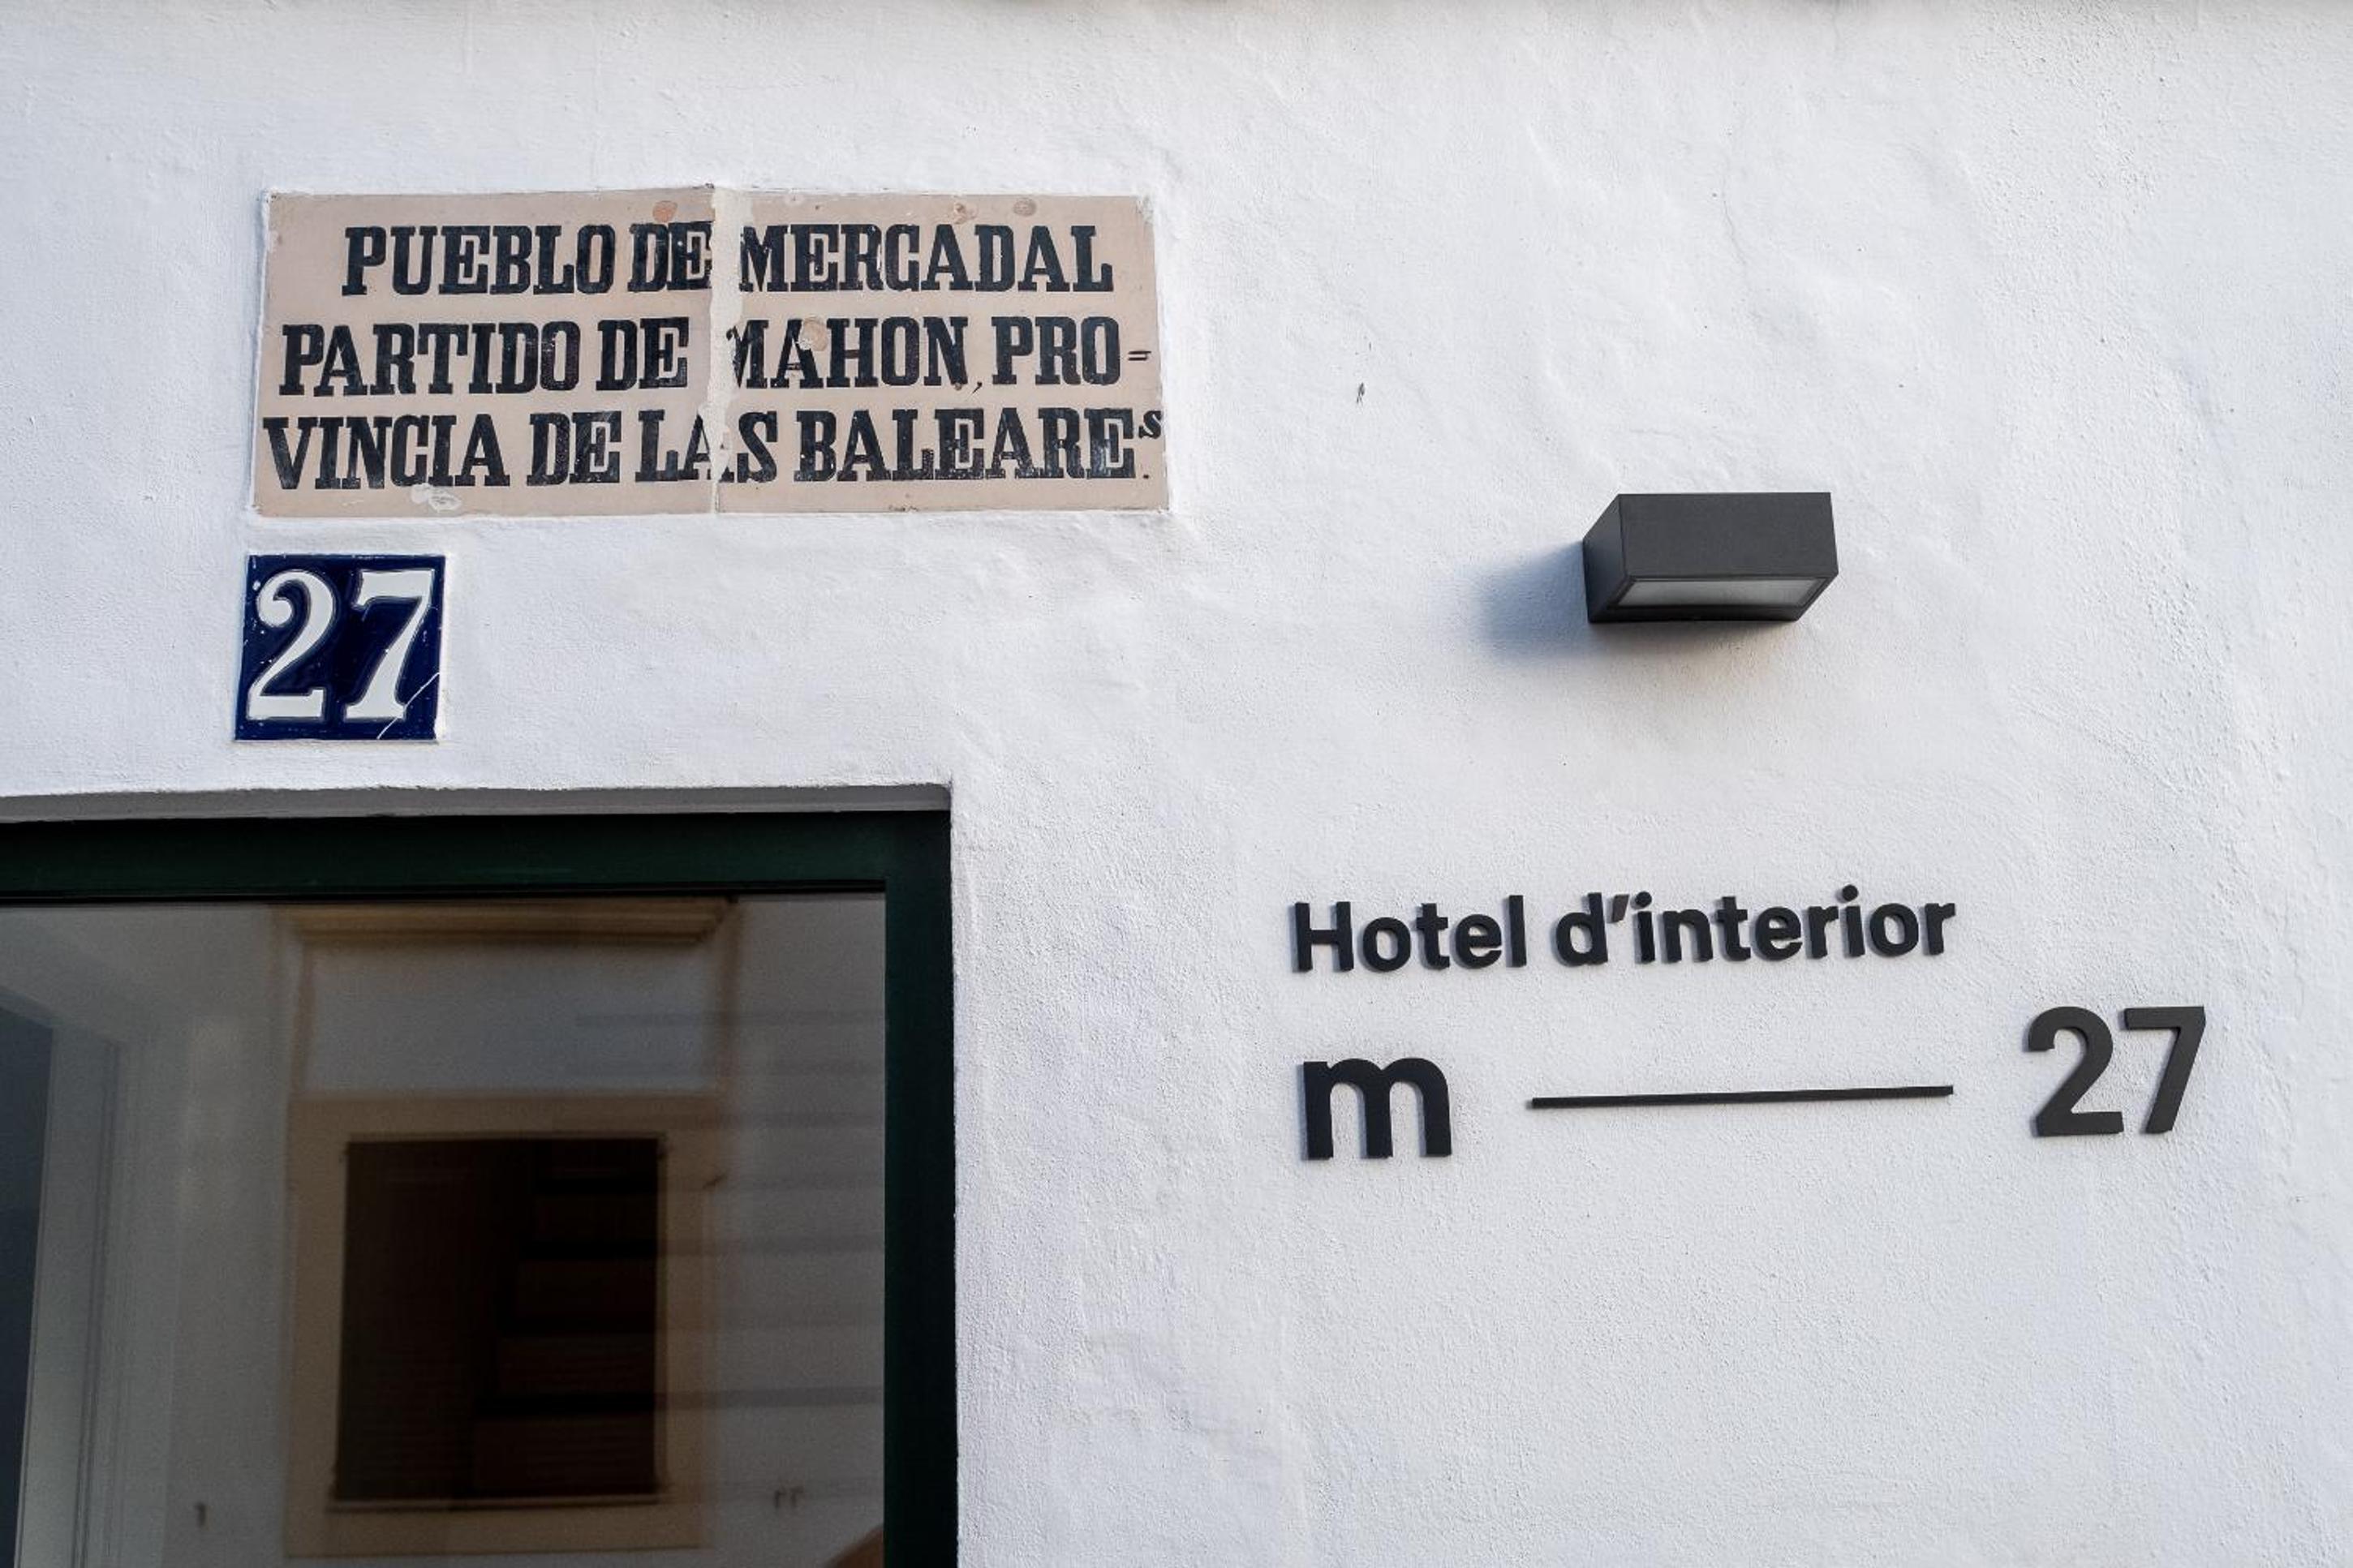 PUEBLO DE MERCADAL
PARTIDO DE MAHON, PRO=
VINCIA DE LAS BALEARES.
27
Hotel d'interior
m — 27